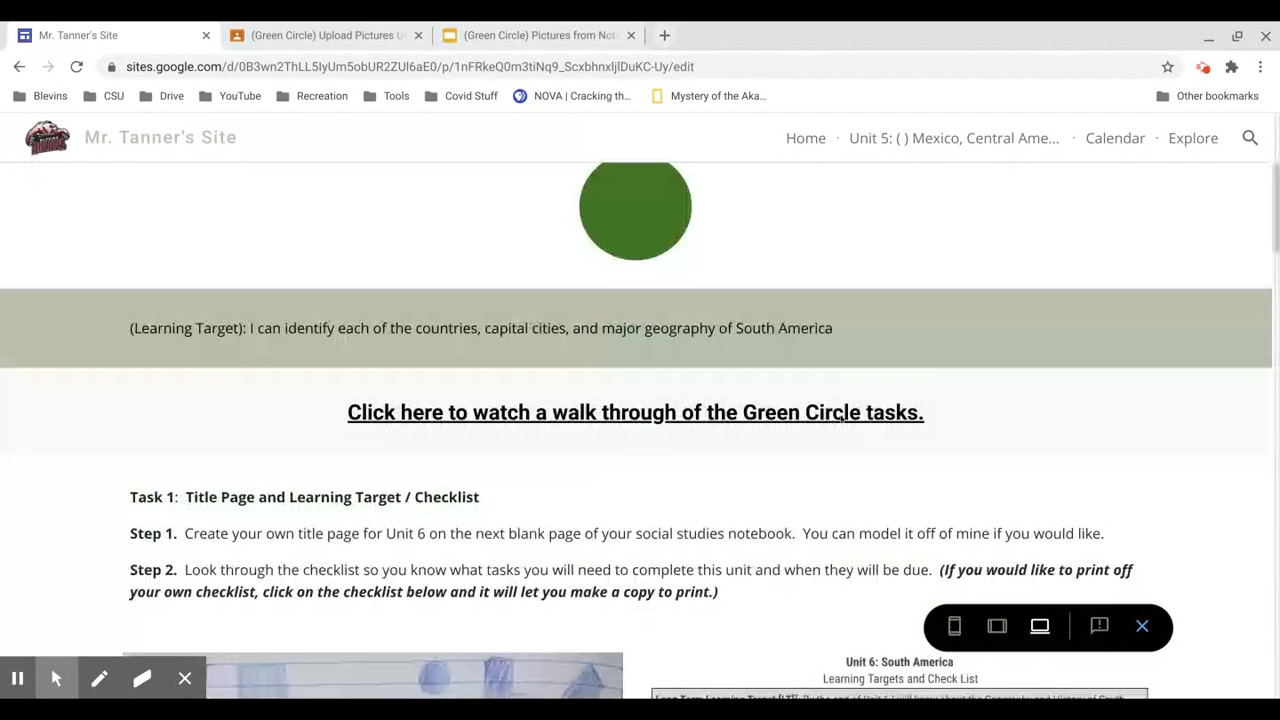 Mr. Tanner's Site
(Green Circle) Upload Pictures
(Green Circle) Pictures from Not
sites.google.com/d/0B3wn2ThLL5IyUm5obUR2ZUl6aE0/p/1nFRkeQ0m3tiNq9_ScxbhnxIjlDuKC-Uy/edit
Blevins
CSU
Drive
YouTube
Recreation
Tools
Covid Stuff
NOVA | Cracking th...
Mystery of the Aka...
Other bookmarks
Mr. Tanner's Site
Home
Unit 5: ( ) Mexico, Central Ame...
Calendar
Explore
(Learning Target): I can identify each of the countries, capital cities, and major geography of South America
Click here to watch a walk through of the Green Circle tasks.
Task 1: Title Page and Learning Target / Checklist
Step 1. Create your own title page for Unit 6 on the next blank page of your social studies notebook. You can model it off of mine if you would like.
Step 2. Look through the checklist so you know what tasks you will need to complete this unit and when they will be due. (If you would like to print off
your own checklist, click on the checklist below and it will let you make a copy to print.)
Unit 6: South America
Learning Targets and Check List